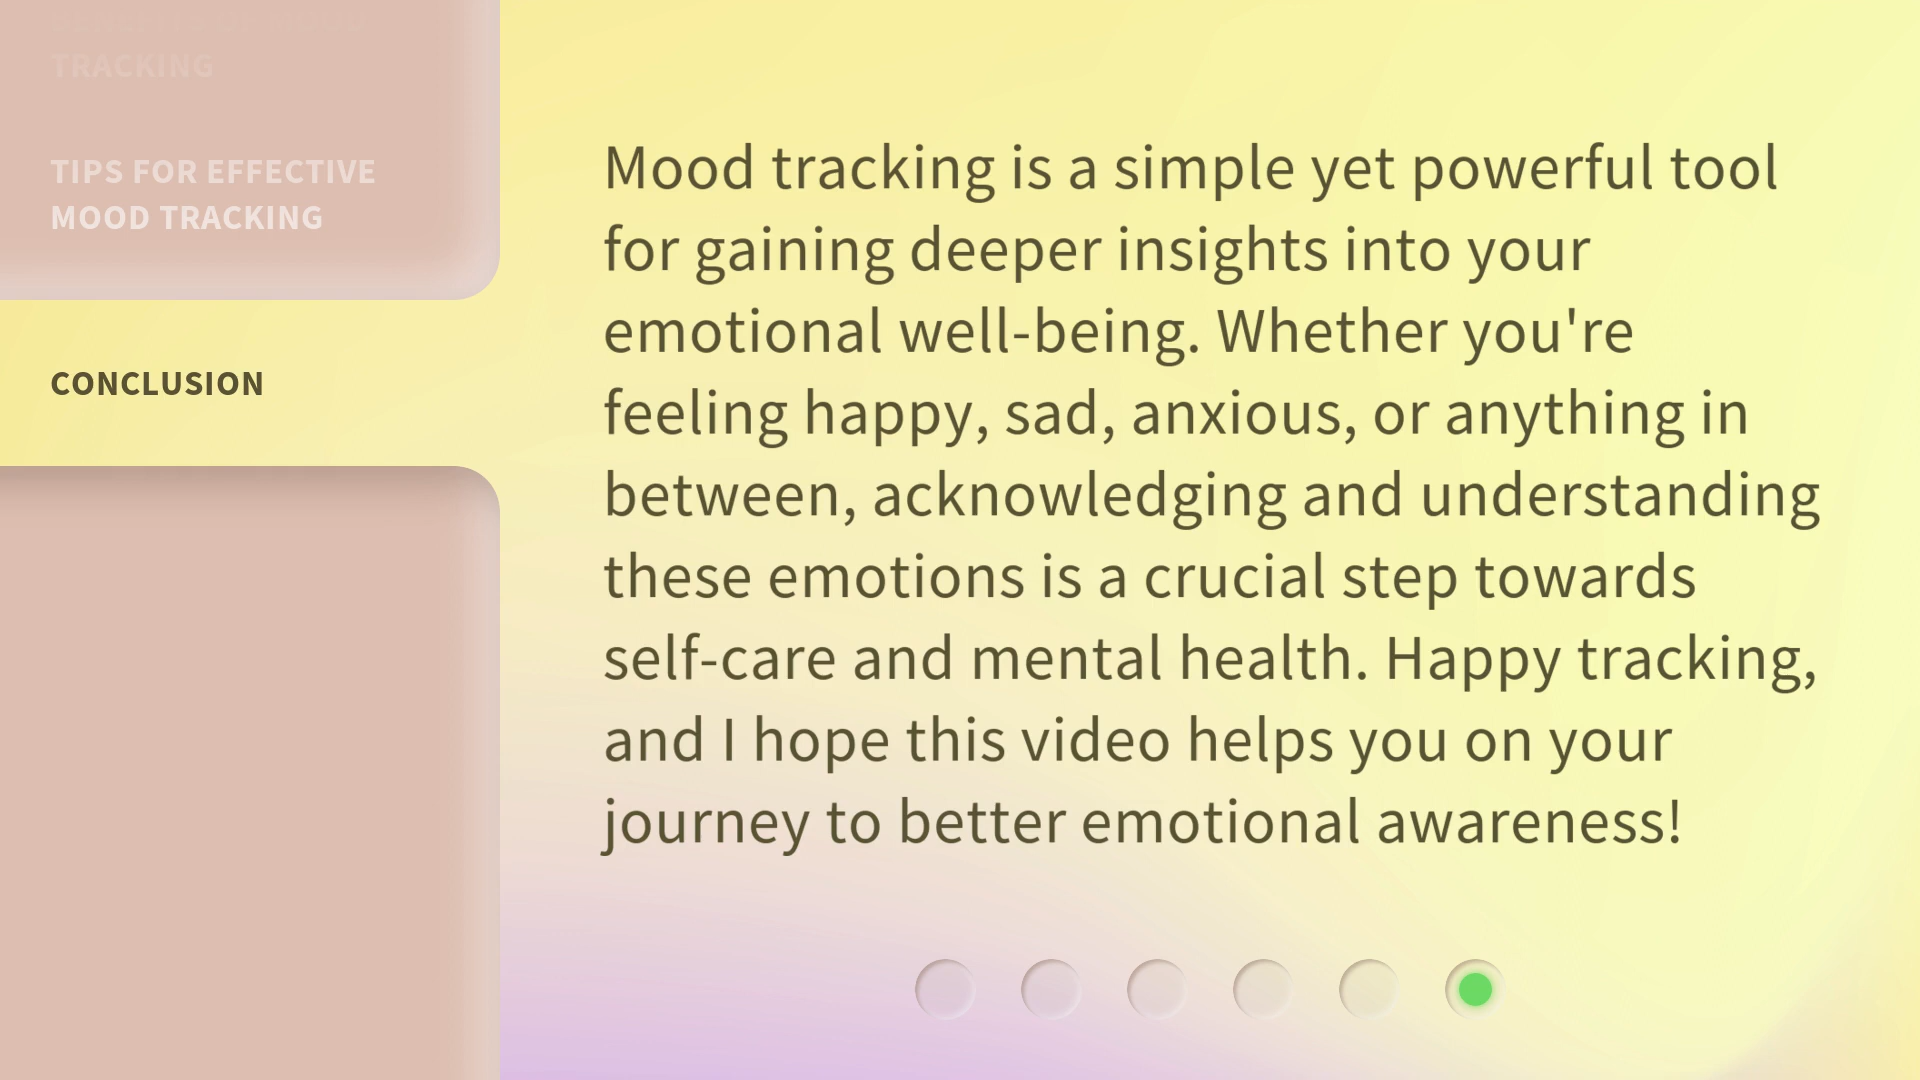 BENEFITS OF MOOD
TRACKING
TIPS FOR EFFECTIVE
MOOD TRACKING
CONCLUSION
Mood tracking is a simple yet powerful tool
for gaining deeper insights into your
emotional well-being. Whether you're
feeling happy, sad, anxious, or anything in
between, acknowledging and understanding
these emotions is a crucial step towards
self-care and mental health. Happy tracking,
and I hope this video helps you on your
journey to better emotional awareness!